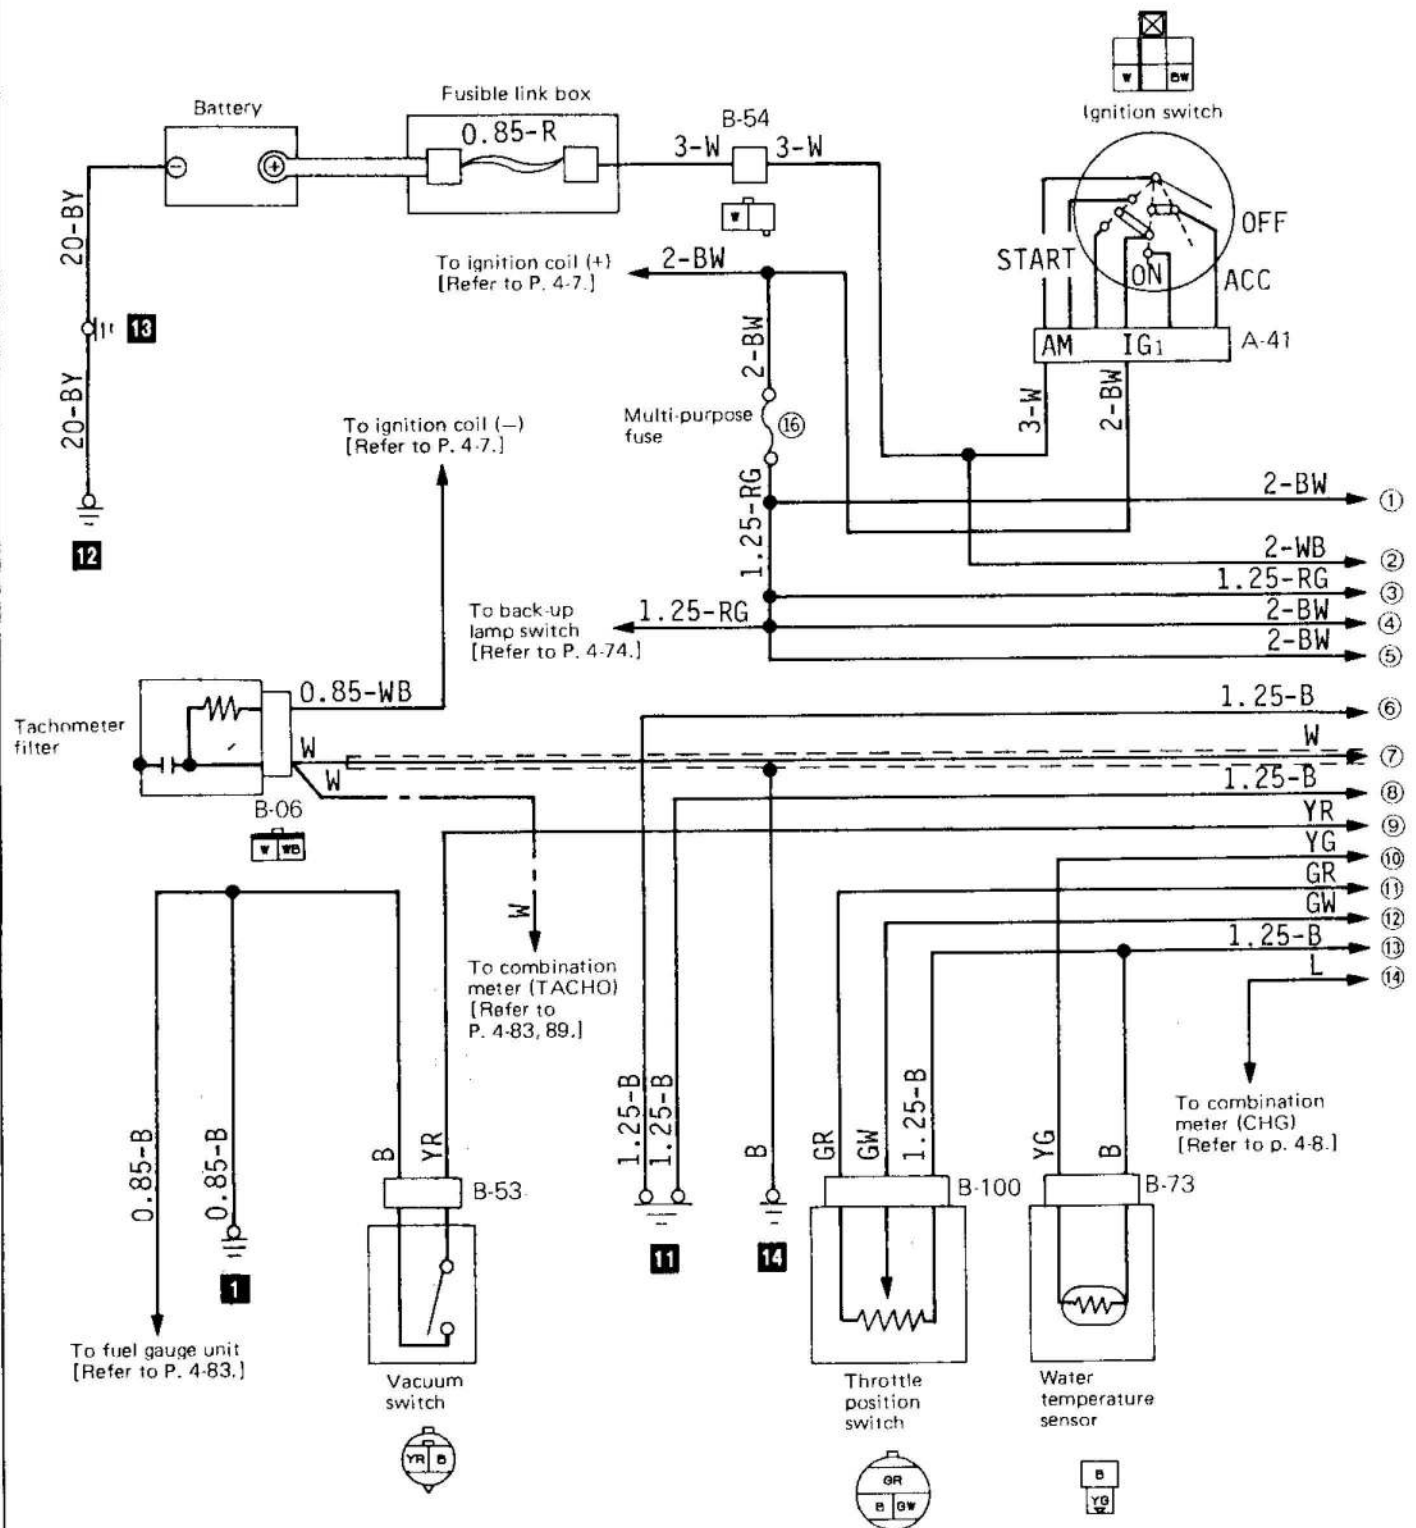 W
BW
Ignition switch
Battery
Fusible link box
0.85-R
B-54
3-W
3-W
W
OFF
START
ON
ACC
20-BY
To ignition coil (+)
[Refer to P. 4-7.]
2-BW
13
AM
IG1
A-41
2-BW
20-BY
3-W
2-BW
To ignition coil (—)
[Refer to P. 4-7.]
Multi-purpose
fuse
16
1.25-RG
2-BW
1
12
2-WB
2
1.25-RG
3
To back-up
lamp switch
[Refer to P. 4-74.]
1.25-RG
2-BW
4
2-BW
5
0.85-WB
1.25-B
6
Tachometer
filter
W
W
W
7
1.25-B
8
B-06
W
WB
YR
9
YG
10
GR
11
W
GW
12
1.25-B
13
L
14
To combination
meter (TACHO)
[Refer to
P. 4-83, 89.]
To combination
meter (CHG)
[Refer to p. 4-8.]
0.85-B
0.85-B
B
YR
1.25-B
1.25-B
B
GR
GW
1.25-B
YG
B
B-53
B-100
B-73
1
11
14
To fuel gauge unit
[Refer to P. 4-83.]
Vacuum
switch
Throttle
position
switch
Water
temperature
sensor
YR
B
GR
B
GW
B
YG